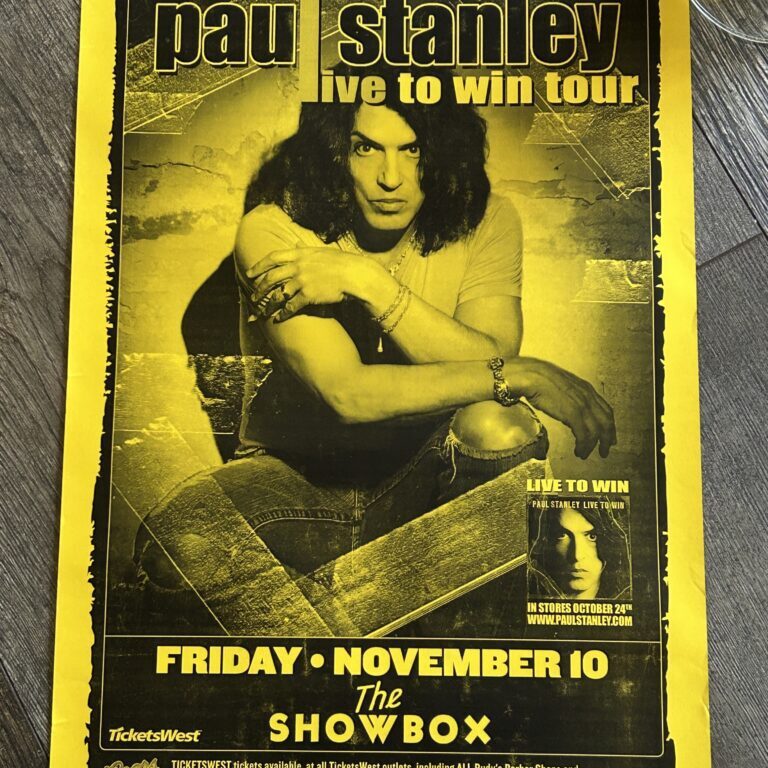 paul stanley
live to win tour
LIVE TO WIN
PAUL STANLEY LIVE TO WIN
IN STORES OCTOBER 24TH
WWW.PAULSTANLEY.COM
FRIDAY • NOVEMBER 10
The
SHOWBOX
TicketsWest
TICKETSWEST tickets available at all TicketsWest outlets, including ALL Rudy's Barber Shops and